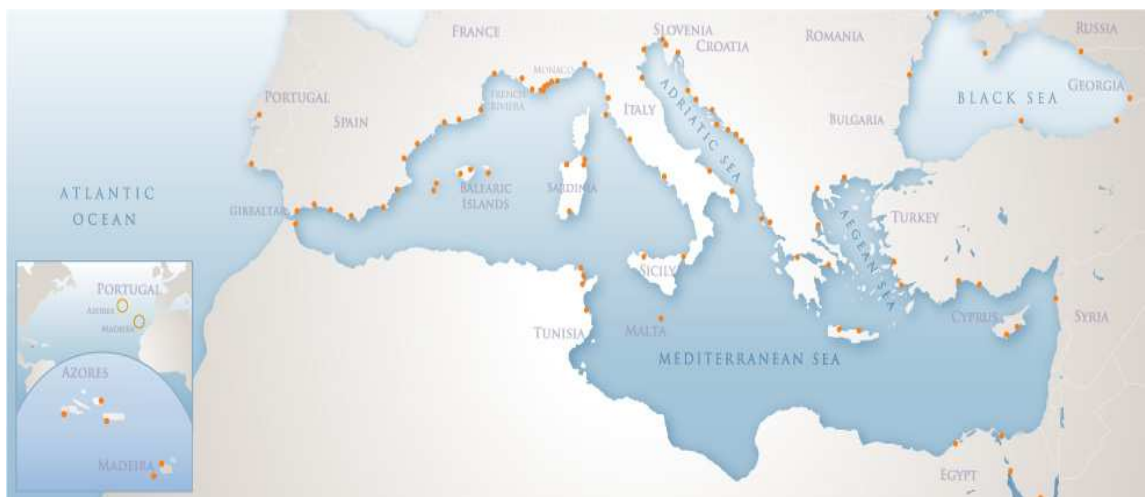 SLOVENIA
FRANCE
CROATIA
ROMANIA
RUSSIA
MONACO
GEORGIA
PORTUGAL
FRENCH
RIVIERA
ITALY
ADRIATIC SEA
BLACK SEA
SPAIN
BULGARIA
ATLANTIC
OCEAN
BALEARIC
ISLANDS
SARDINIA
GIBRALTAR
AEGEAN SEA
TURKEY
SICILY
PORTUGAL
AZORES
MADEIRA
TUNISIA
MALTA
CYPRUS
SYRIA
MEDITERRANEAN SEA
AZORES
MADEIRA
EGYPT